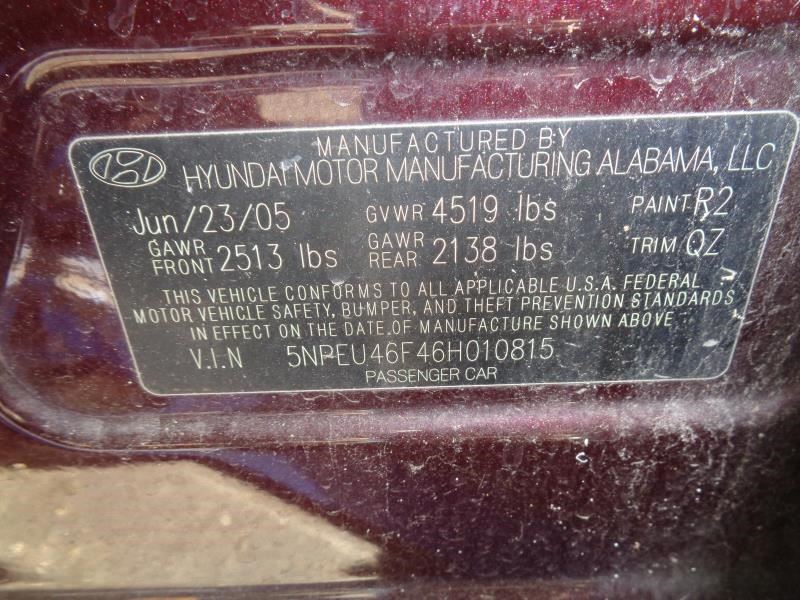 MANUFACTURED BY
HYUNDAI MOTOR MANUFACTURING ALABAMA, LLC
Jun/23/05 GVWR 4519 lbs PAINT R2
GAWR FRONT 2513 lbs GAWR REAR 2138 lbs TRIM QZ
THIS VEHICLE CONFORMS TO ALL APPLICABLE U.S.A. FEDERAL
MOTOR VEHICLE SAFETY, BUMPER, AND THEFT PREVENTION STANDARDS
IN EFFECT ON THE DATE OF MANUFACTURE SHOWN ABOVE
V.I.N 5NPEU46F46H010815
PASSENGER CAR